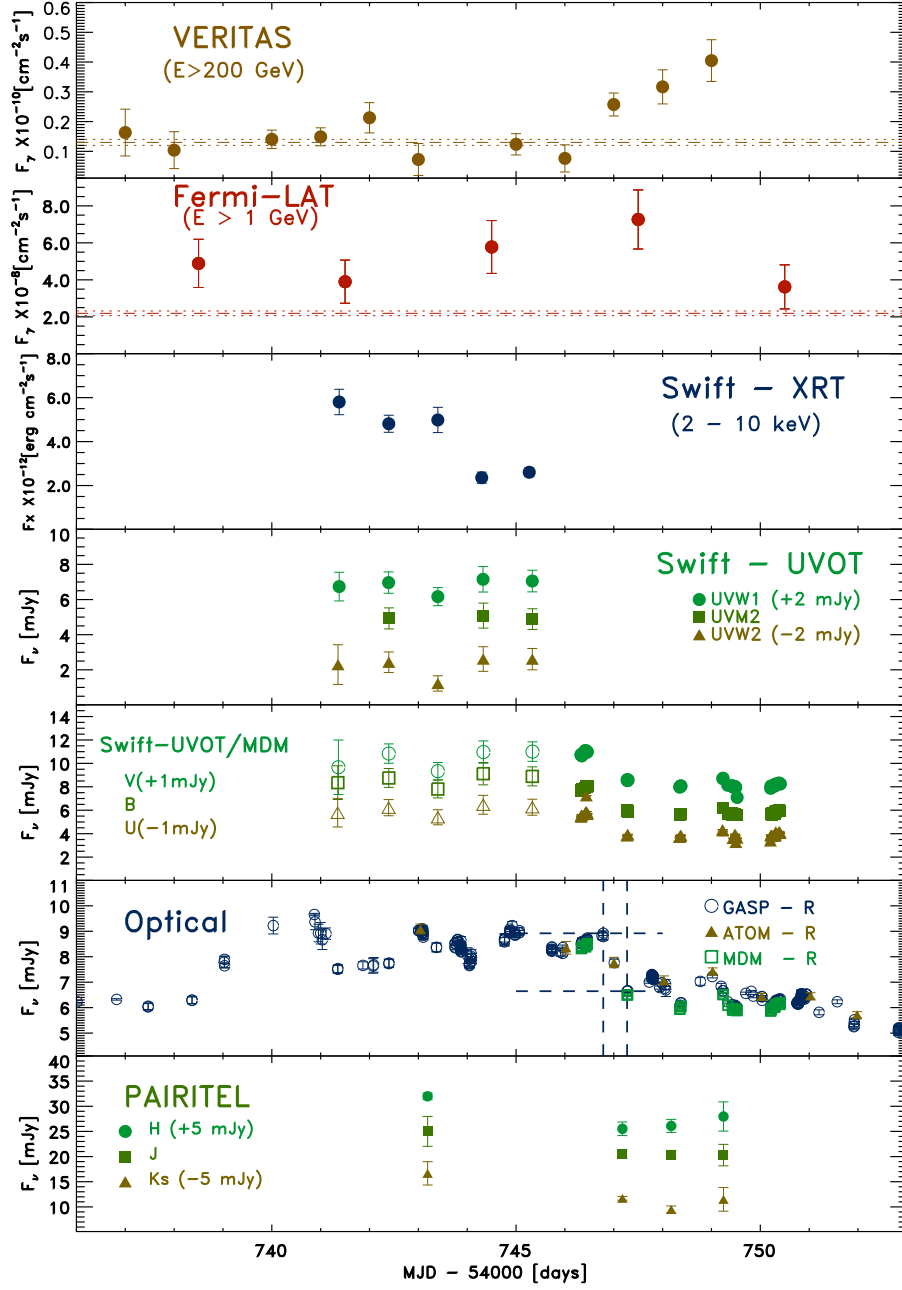 0.6
0.5
0.4
0.3
0.2
0.1
F_γ X10⁻¹⁰[cm⁻²s⁻¹]
VERITAS
(E>200 GeV)
8.0
6.0
4.0
2.0
F_γ X10⁻⁸[cm⁻²s⁻¹]
Fermi-LAT
(E > 1 GeV)
8.0
6.0
4.0
2.0
Fx X10⁻¹²[erg cm⁻²s⁻¹]
Swift - XRT
(2 - 10 keV)
10
8
6
4
2
F_ν [mJy]
Swift - UVOT
UVW1 (+2 mJy)
UVM2
UVW2 (-2 mJy)
14
12
10
8
6
4
2
F_ν [mJy]
Swift-UVOT/MDM
V(+1mJy)
B
U(-1mJy)
11
10
9
8
7
6
5
F_ν [mJy]
Optical
GASP - R
ATOM - R
MDM - R
40
35
30
25
20
15
10
F_ν [mJy]
PAIRITEL
H (+5 mJy)
J
Ks (-5 mJy)
740
745
750
MJD - 54000 [days]